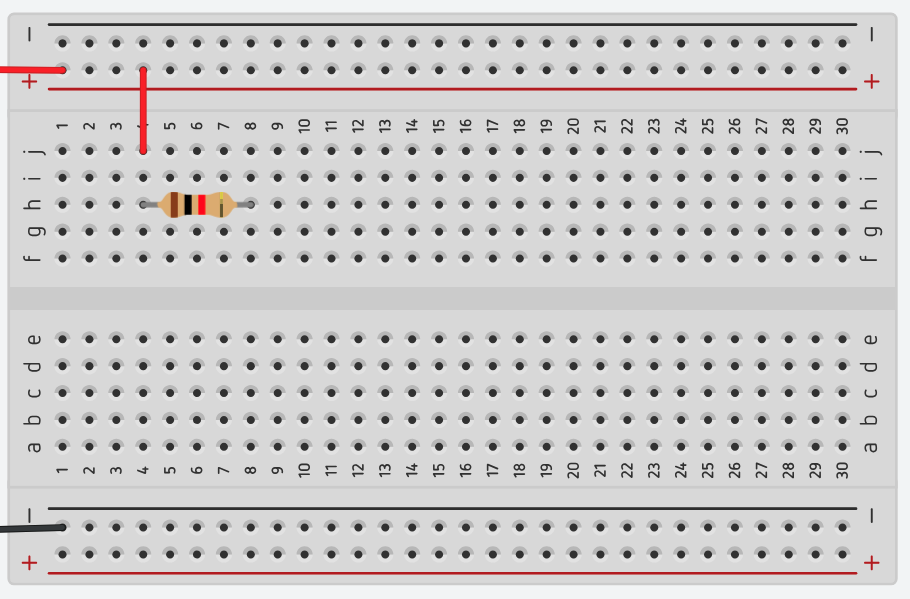 − −
+ +
1 2 3 4 5 6 7 8 9 10 11 12 13 14 15 16 17 18 19 20 21 22 23 24 25 26 27 28 29 30
j j
i i
h h
g g
f f
e e
d d
c c
b b
a a
1 2 3 4 5 6 7 8 9 10 11 12 13 14 15 16 17 18 19 20 21 22 23 24 25 26 27 28 29 30
− −
+ +